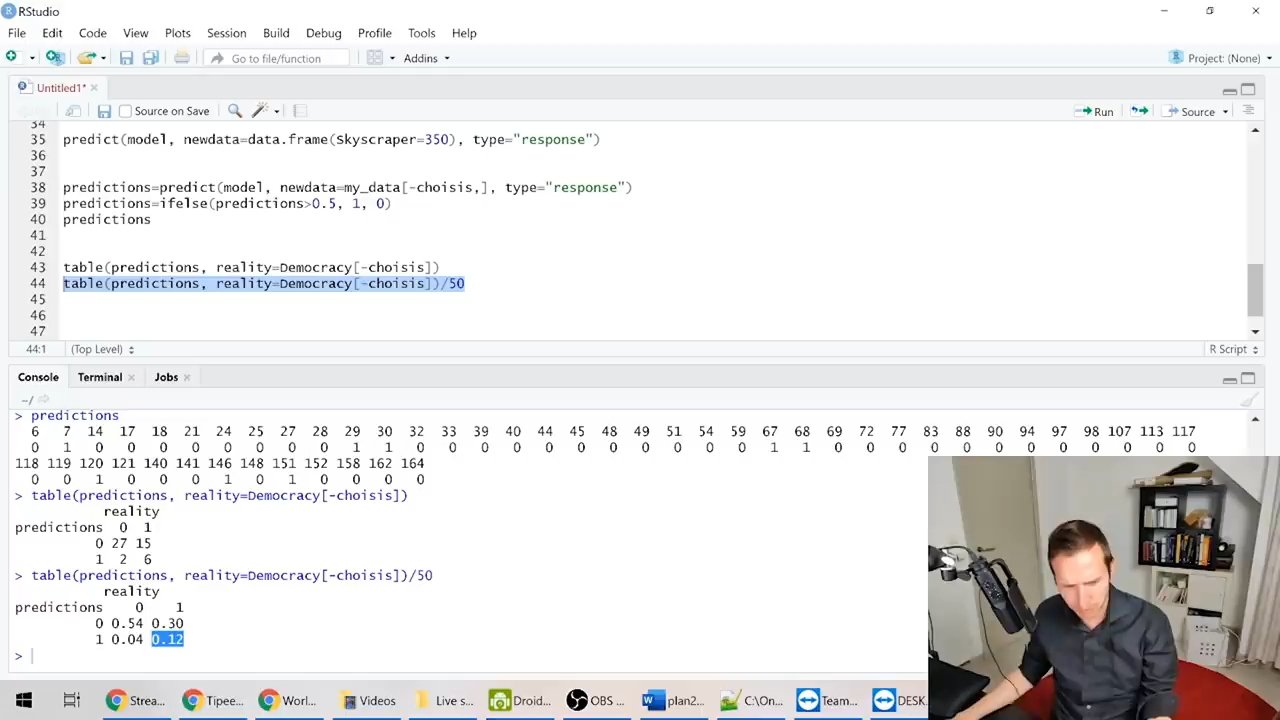 RStudio
File Edit Code View Plots Session Build Debug Profile Tools Help
Go to file/function Addins Project: (None)
Untitled1*
Source on Save Run Source
34
35 predict(model, newdata=data.frame(Skyscraper=350), type="response")
36
37
38 predictions=predict(model, newdata=my_data[-choisis,], type="response")
39 predictions=ifelse(predictions>0.5, 1, 0)
40 predictions
41
42
43 table(predictions, reality=Democracy[-choisis])
44 table(predictions, reality=Democracy[-choisis])/50
45
46
47
44:1 (Top Level) R Script
Console Terminal Jobs
~/
> predictions
6 7 14 17 18 21 24 25 27 28 29 30 32 33 39 40 44 45 48 49 51 54 59 67 68 69 72 77 83 88 90 94 97 98 107 113 117
0 1 0 0 0 0 0 0 0 0 1 1 0 0 0 0 0 0 0 0 0 0 0 1 1 0 0 0 0 0 0 0 0 0 0 0 0
118 119 120 121 140 141 146 148 151 152 158 162 164
0 0 1 0 0 0 1 0 1 0 0 0 0
> table(predictions, reality=Democracy[-choisis])
reality
predictions 0 1
0 27 15
1 2 6
> table(predictions, reality=Democracy[-choisis])/50
reality
predictions 0 1
0 0.54 0.30
1 0.04 0.12
>
Strea... Tipee... Worl... Videos Live s... Droid... OBS ... plan2... C:\On... Team... DESK